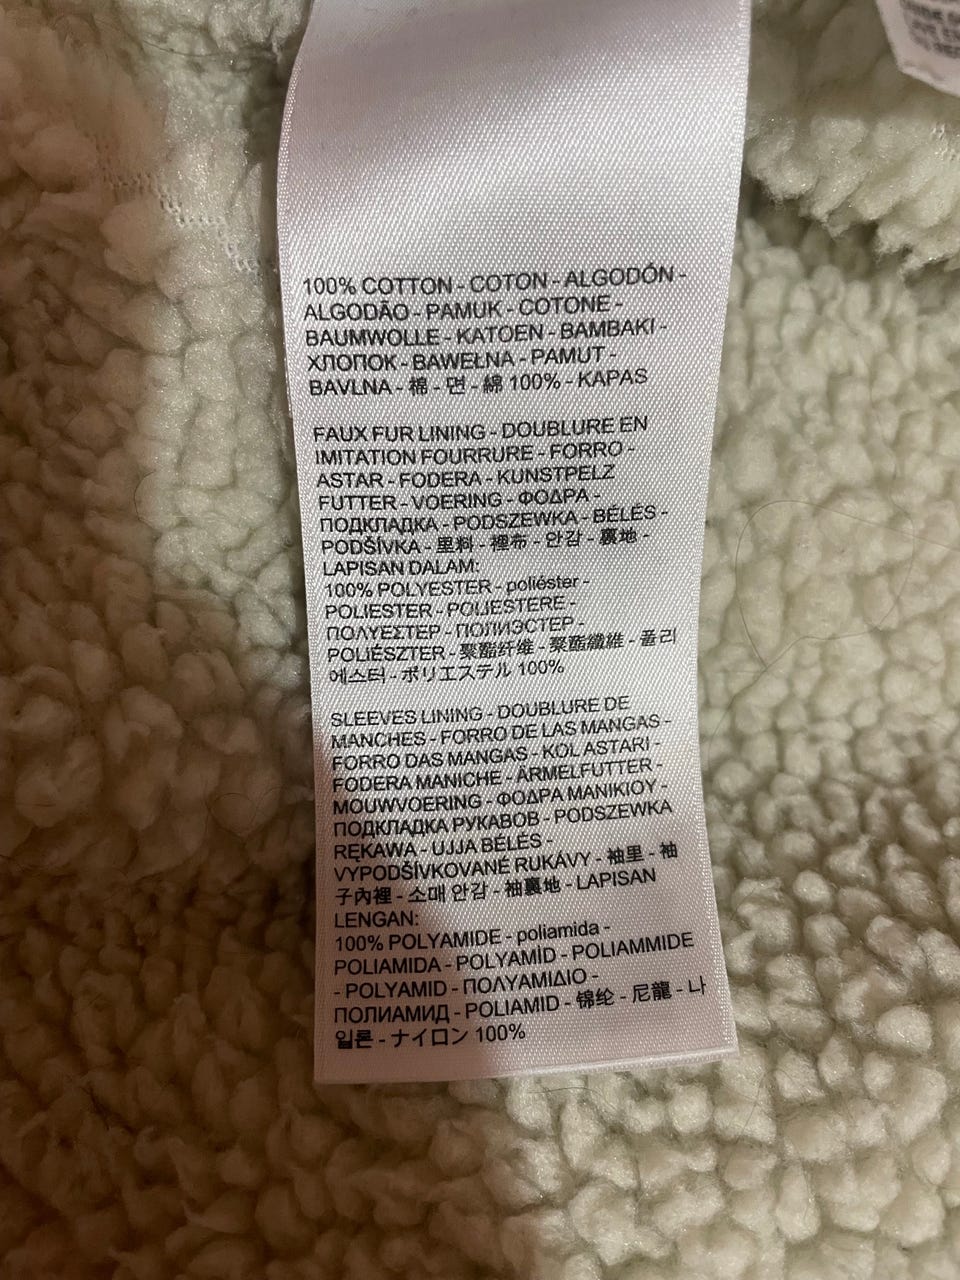 100% COTTON - COTON - ALGODÓN -
ALGODÃO - PAMUK - COTONE -
BAUMWOLLE - KATOEN - BAMBAKI -
ХЛОПОК - BAWEŁNA - PAMUT -
BAVLNA - 棉 - 면 - 綿 100% - KAPAS
FAUX FUR LINING - DOUBLURE EN
IMITATION FOURRURE - FORRO -
ASTAR - FODERA - KUNSTPELZ
FUTTER - VOERING - ΦΟΔΡΑ -
ПОДКЛАДКА - PODSZEWKA - BÉLÉS -
PODŠÍVKA - 里料 - 裡布 - 안감 - 裏地 -
LAPISAN DALAM:
100% POLYESTER - poliéster -
POLIESTER - POLIESTERE -
ΠΟΛΥΕΣΤΕΡ - ПОЛИЭСТЕР -
POLIÉSZTER - 聚酯纤维 - 聚酯纖維 - 폴리
에스터 - ポリエステル 100%
SLEEVES LINING - DOUBLURE DE
MANCHES - FORRO DE LAS MANGAS -
FORRO DAS MANGAS - KOL ASTARI -
FODERA MANICHE - ÄRMELFUTTER -
MOUWVOERING - ΦΟΔΡΑ ΜΑΝΙΚΙΟΥ -
ПОДКЛАДКА РУКАВОВ - PODSZEWKA
RĘKAWA - UJJA BÉLÉS -
VYPODŠÍVKOVANÉ RUKÁVY - 袖里 - 袖
子內裡 - 소매 안감 - 袖裏地 - LAPISAN
LENGAN:
100% POLYAMIDE - poliamida -
POLIAMIDA - POLYAMÍD - POLIAMMIDE
- POLYAMID - ΠΟΛΥΑΜΙΔΙΟ -
ПОЛИАМИД - POLIAMID - 锦纶 - 尼龍 - 나
일론 - ナイロン 100%